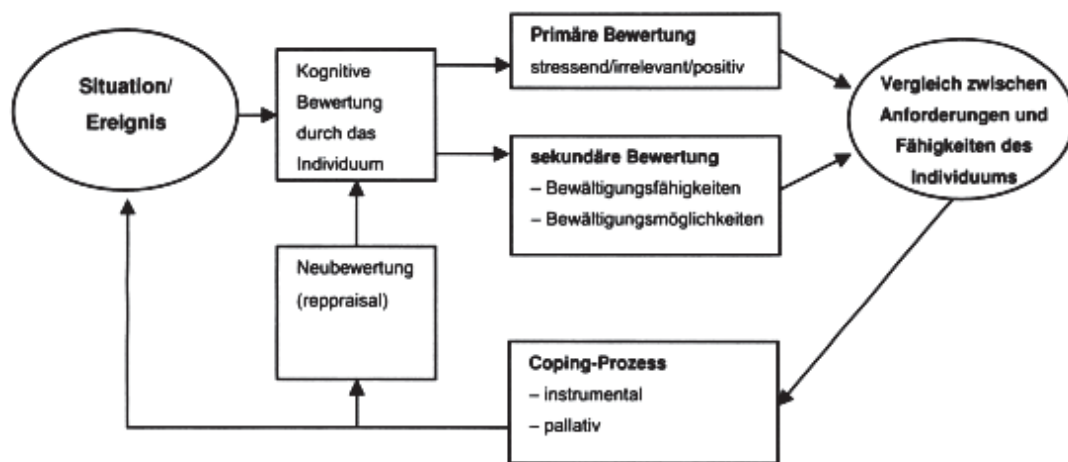 Situation/
Ereignis
Kognitive
Bewertung
durch das
Individuum
Primäre Bewertung
stressend/irrelevant/positiv
sekundäre Bewertung
– Bewältigungsfähigkeiten
– Bewältigungsmöglichkeiten
Vergleich zwischen
Anforderungen und
Fähigkeiten des
Individuums
Neubewertung
(reppraisal)
Coping-Prozess
– instrumental
– pallativ